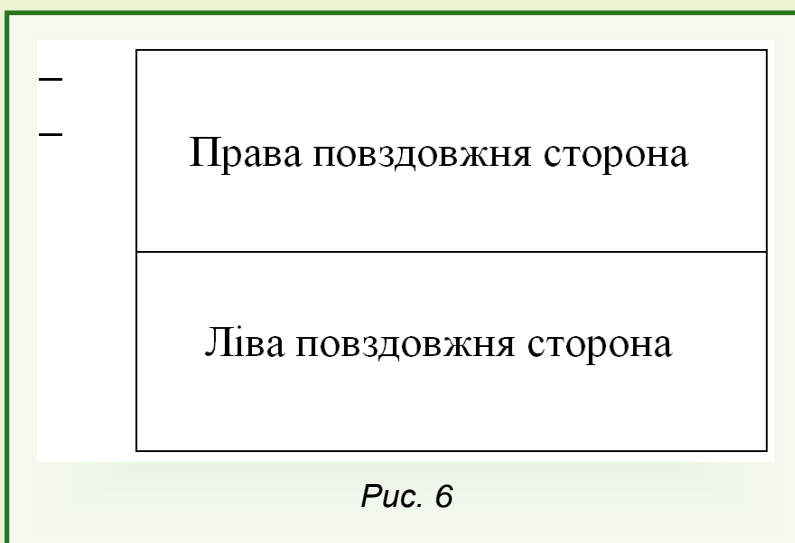 –
–
Права повздовжня сторона
Ліва повздовжня сторона
Рис. 6